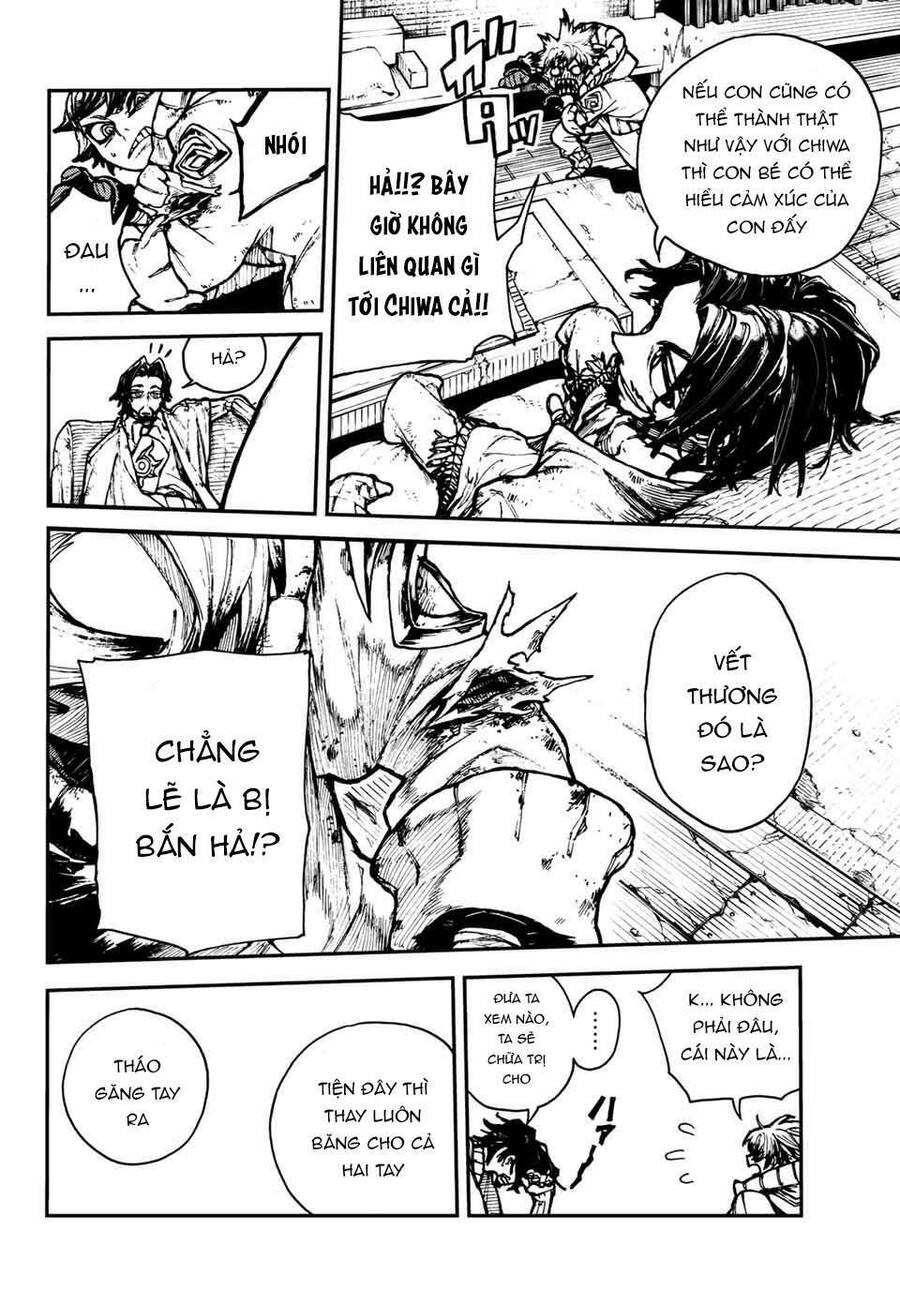 NẾU CON CŨNG CÓ
THỂ THÀNH THẬT
NHƯ VẬY VỚI CHIWA
THÌ CON BÉ CÓ THỂ
HIỂU CẢM XÚC CỦA
CON ĐẤY
ガ
タッ
HẢ!!? BÂY
GIỜ KHÔNG
LIÊN QUAN GÌ
TỚI CHIWA CẢ!!
NHÓI
ĐAU
...
HẢ?
VẾT
THƯƠNG
ĐÓ LÀ
SAO?
CHẲNG
LẼ LÀ BỊ
BẮN HẢ!?
K... KHÔNG
PHẢI ĐÂU,
CÁI NÀY LÀ...
......
ĐƯA TA
XEM NÀO,
TA SẼ
CHỮA TRỊ
CHO
TIỆN ĐÂY THÌ
THAY LUÔN
BĂNG CHO CẢ
HAI TAY
THÁO
GĂNG TAY
RA